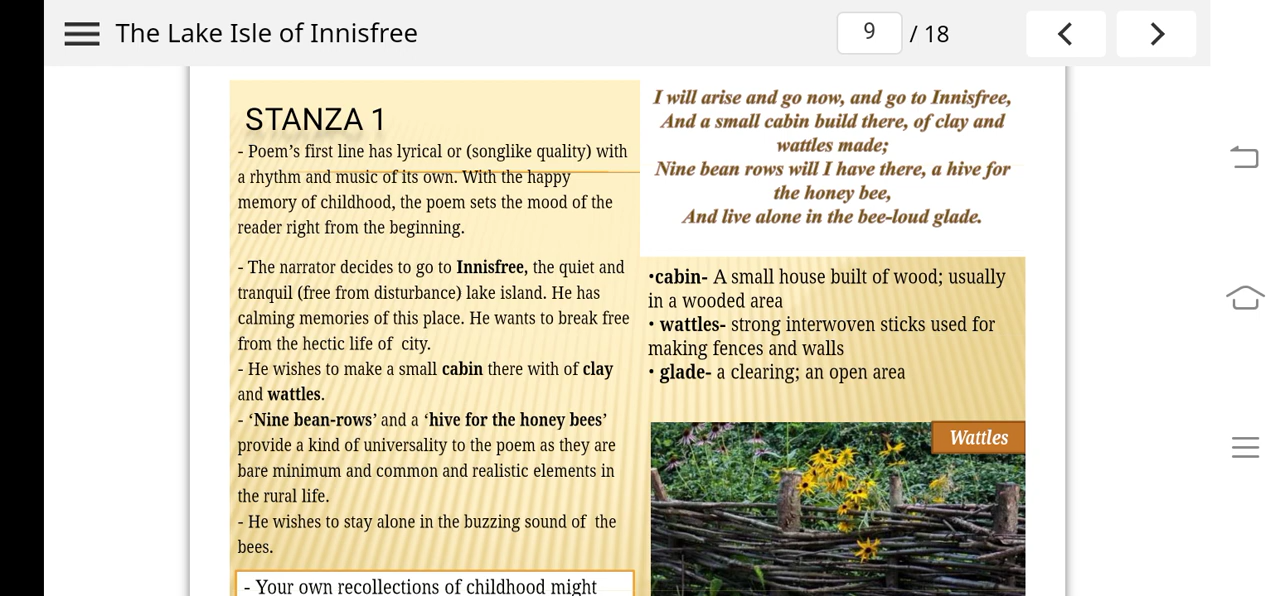 The Lake Isle of Innisfree
9 / 18
STANZA 1
- Poem's first line has lyrical or (songlike quality) with
a rhythm and music of its own. With the happy
memory of childhood, the poem sets the mood of the
reader right from the beginning.
- The narrator decides to go to Innisfree, the quiet and
tranquil (free from disturbance) lake island. He has
calming memories of this place. He wants to break free
from the hectic life of city.
- He wishes to make a small cabin there with of clay
and wattles.
- ‘Nine bean-rows’ and a ‘hive for the honey bees’
provide a kind of universality to the poem as they are
bare minimum and common and realistic elements in
the rural life.
- He wishes to stay alone in the buzzing sound of the
bees.
- Your own recollections of childhood might
I will arise and go now, and go to Innisfree,
And a small cabin build there, of clay and
wattles made;
Nine bean rows will I have there, a hive for
the honey bee,
And live alone in the bee-loud glade.
•cabin- A small house built of wood; usually
in a wooded area
• wattles- strong interwoven sticks used for
making fences and walls
• glade- a clearing; an open area
Wattles